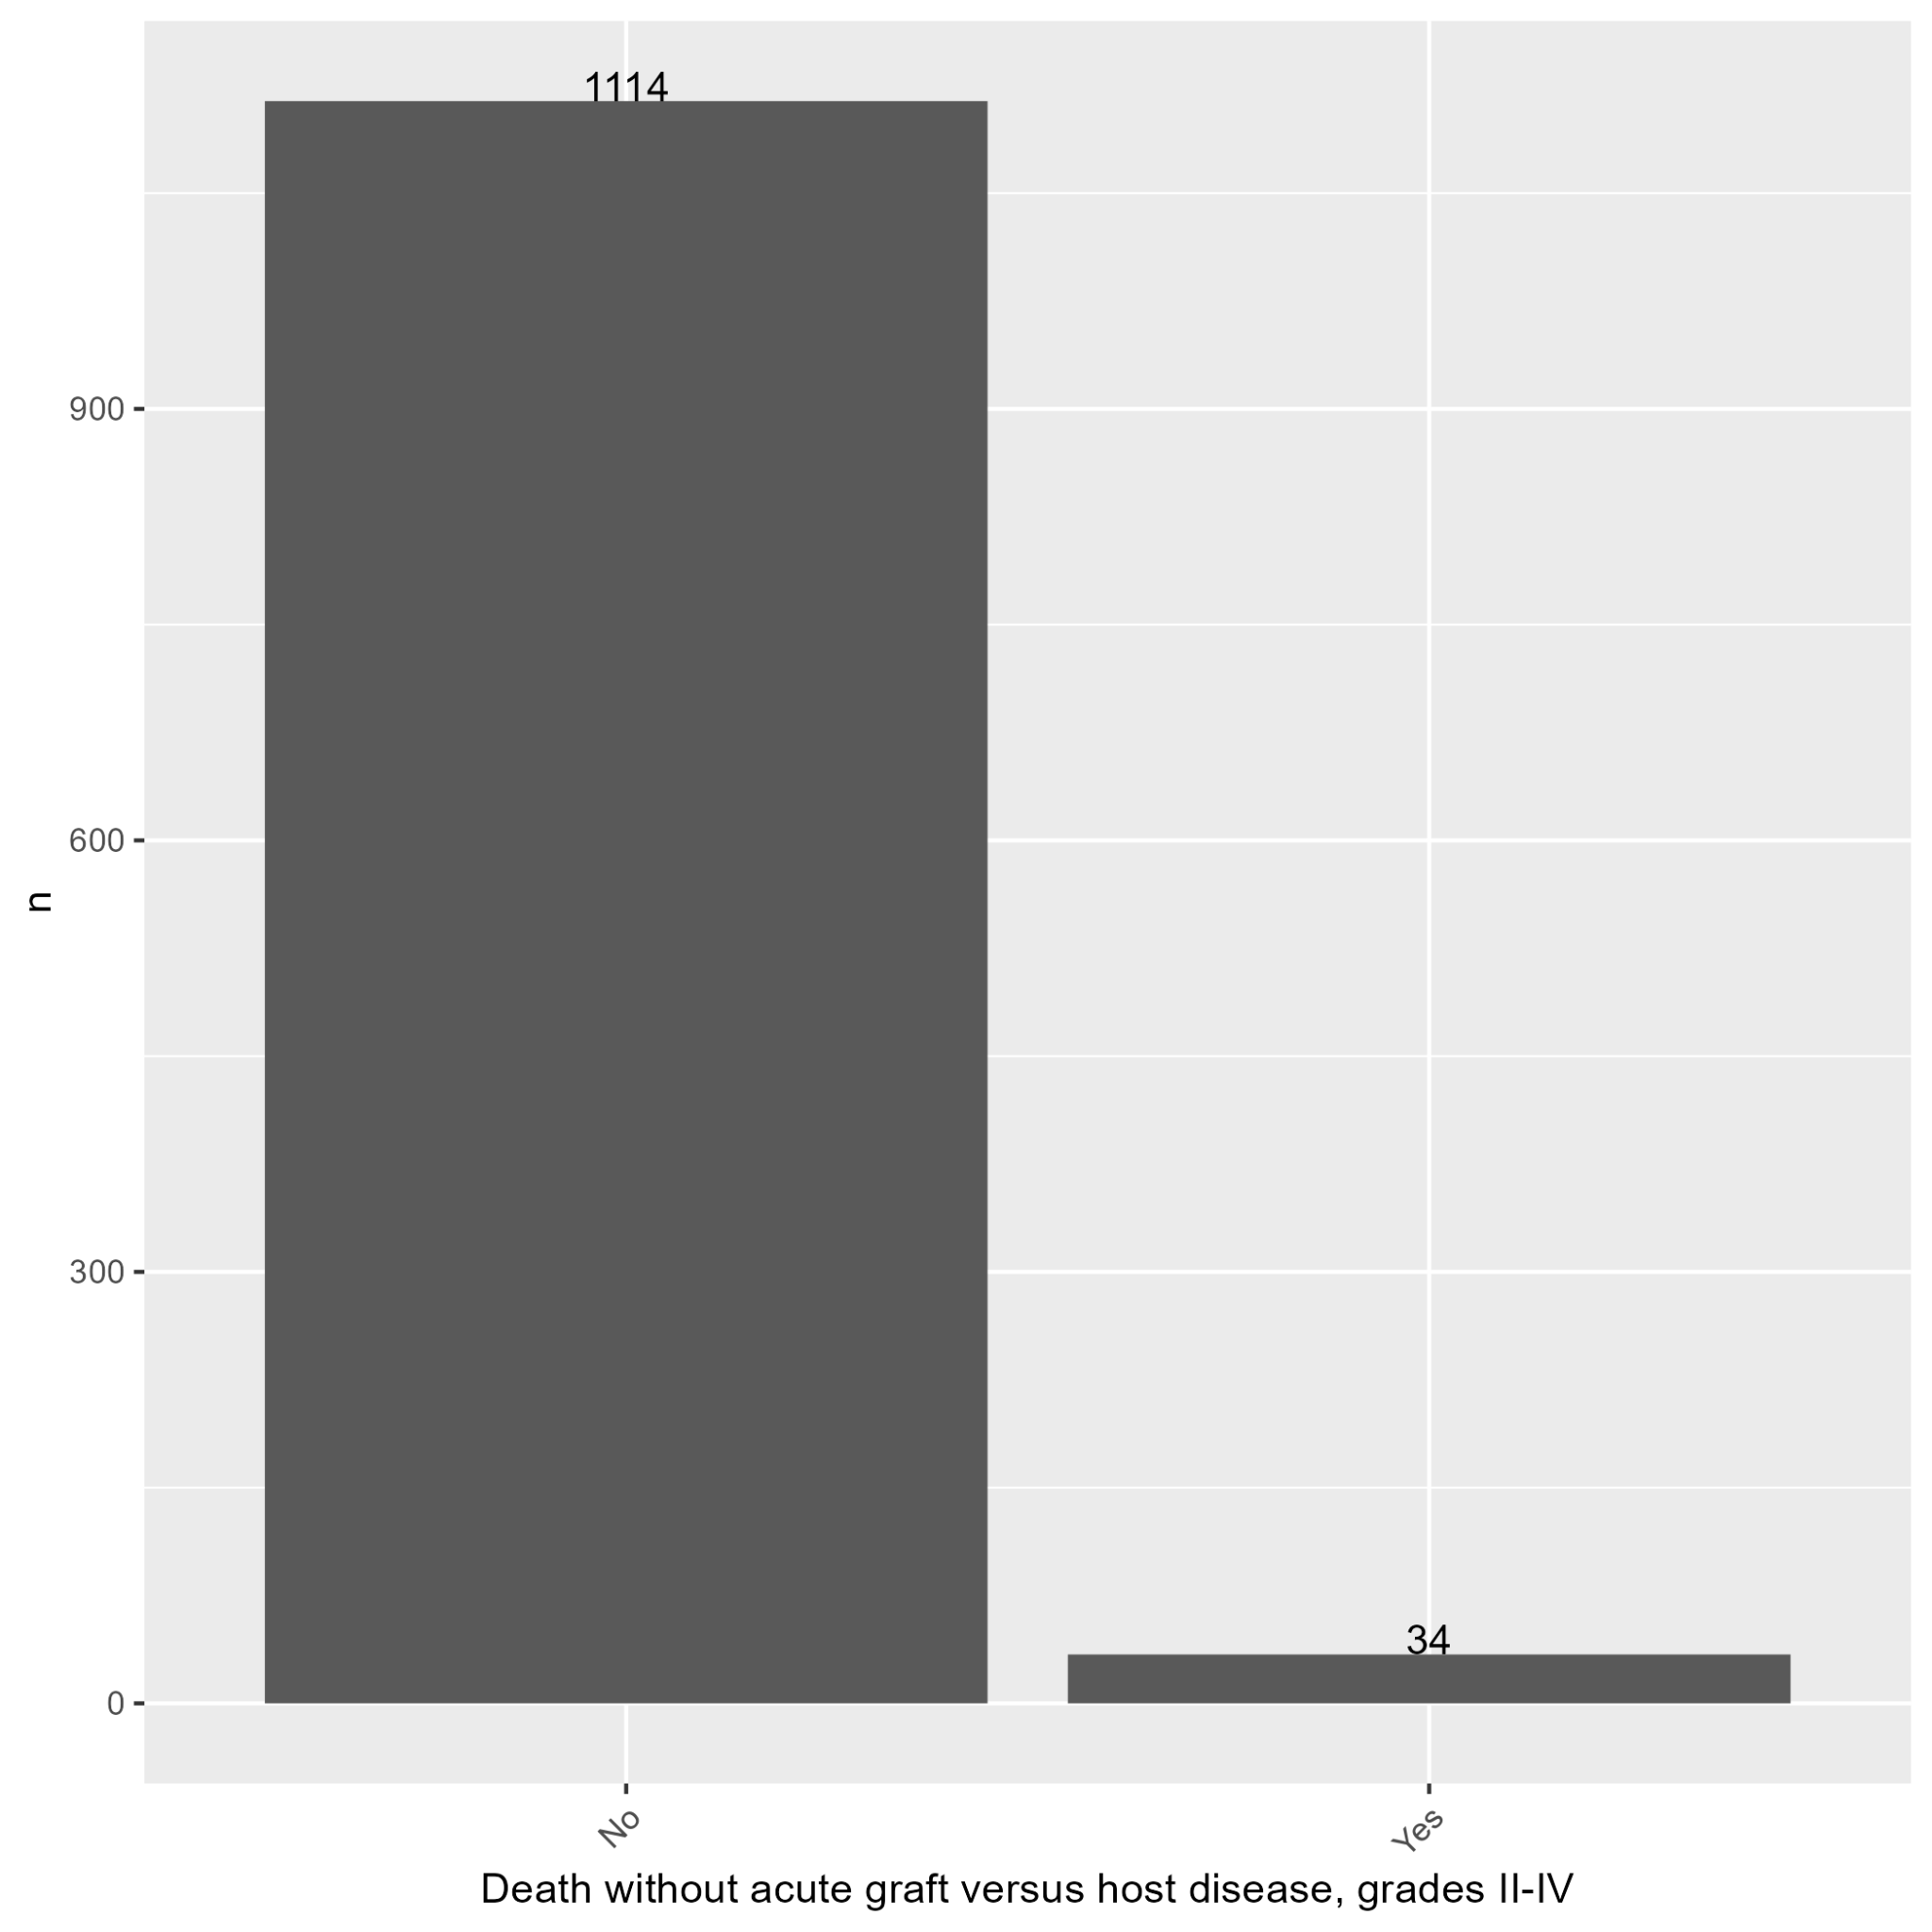 1114
900
600
n
300
34
0
No
Yes
Death without acute graft versus host disease, grades II-IV